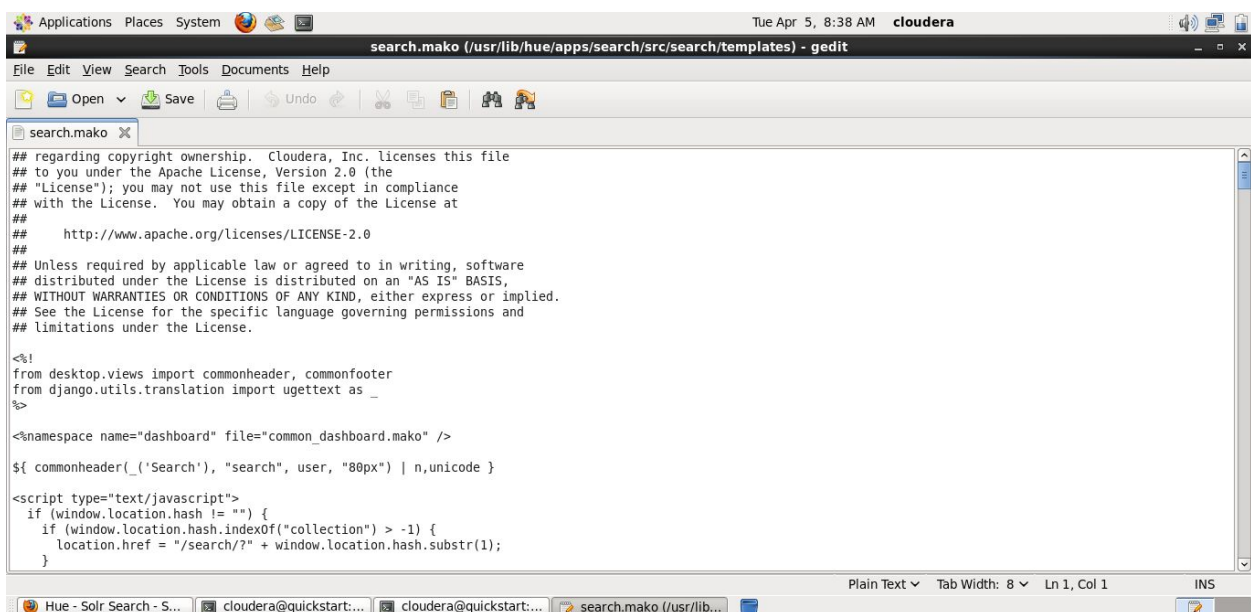 Applications Places System Tue Apr 5, 8:38 AM cloudera
search.mako (/usr/lib/hue/apps/search/src/search/templates) - gedit
File Edit View Search Tools Documents Help
Open Save Undo
search.mako
## regarding copyright ownership.  Cloudera, Inc. licenses this file
## to you under the Apache License, Version 2.0 (the
## "License"); you may not use this file except in compliance
## with the License.  You may obtain a copy of the License at
##
##     http://www.apache.org/licenses/LICENSE-2.0
##
## Unless required by applicable law or agreed to in writing, software
## distributed under the License is distributed on an "AS IS" BASIS,
## WITHOUT WARRANTIES OR CONDITIONS OF ANY KIND, either express or implied.
## See the License for the specific language governing permissions and
## limitations under the License.
<%!
from desktop.views import commonheader, commonfooter
from django.utils.translation import ugettext as _
%>
<%namespace name="dashboard" file="common_dashboard.mako" />
${ commonheader(_('Search'), "search", user, "80px") | n,unicode }
<script type="text/javascript">
  if (window.location.hash != "") {
    if (window.location.hash.indexOf("collection") > -1) {
      location.href = "/search/?" + window.location.hash.substr(1);
    }
Plain Text Tab Width: 8 Ln 1, Col 1 INS
Hue - Solr Search - S... cloudera@quickstart:... cloudera@quickstart:... search.mako (/usr/lib...